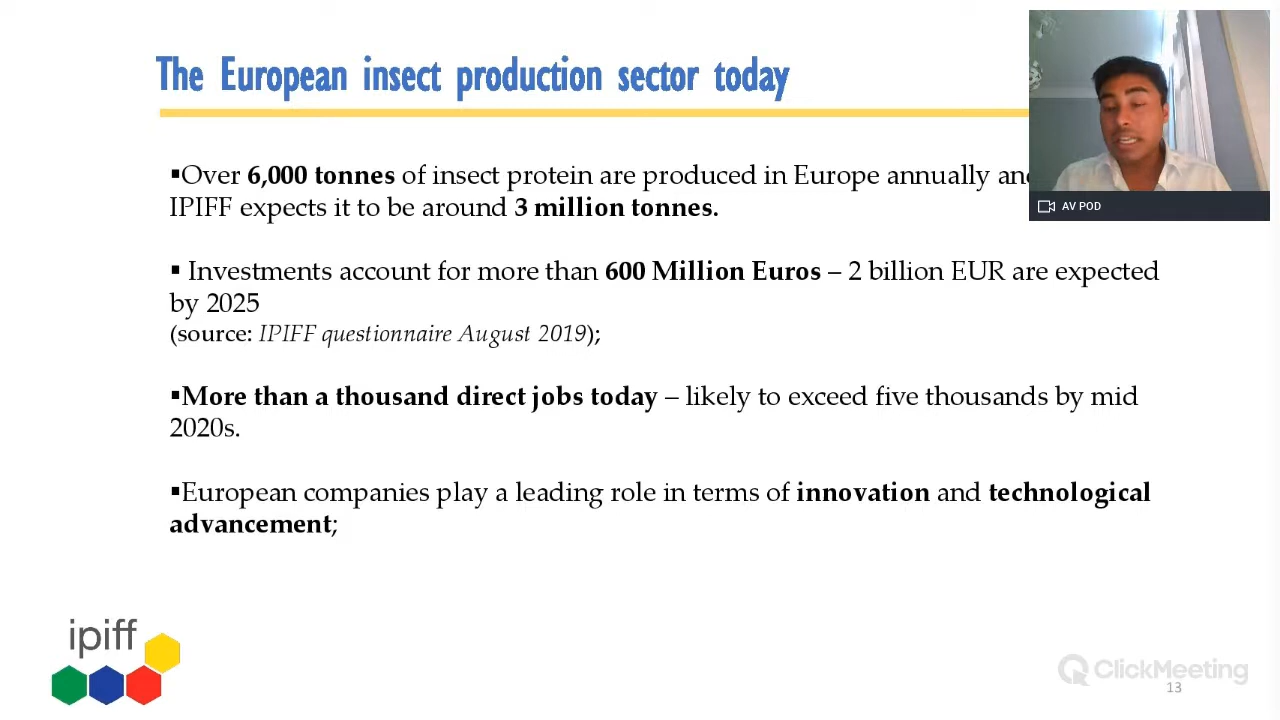 The European insect production sector today
▪Over 6,000 tonnes of insect protein are produced in Europe annually and
IPIFF expects it to be around 3 million tonnes.
▪ Investments account for more than 600 Million Euros – 2 billion EUR are expected
by 2025
(source: IPIFF questionnaire August 2019);
▪More than a thousand direct jobs today – likely to exceed five thousands by mid
2020s.
▪European companies play a leading role in terms of innovation and technological
advancement;
AV POD
ipiff
ClickMeeting
13